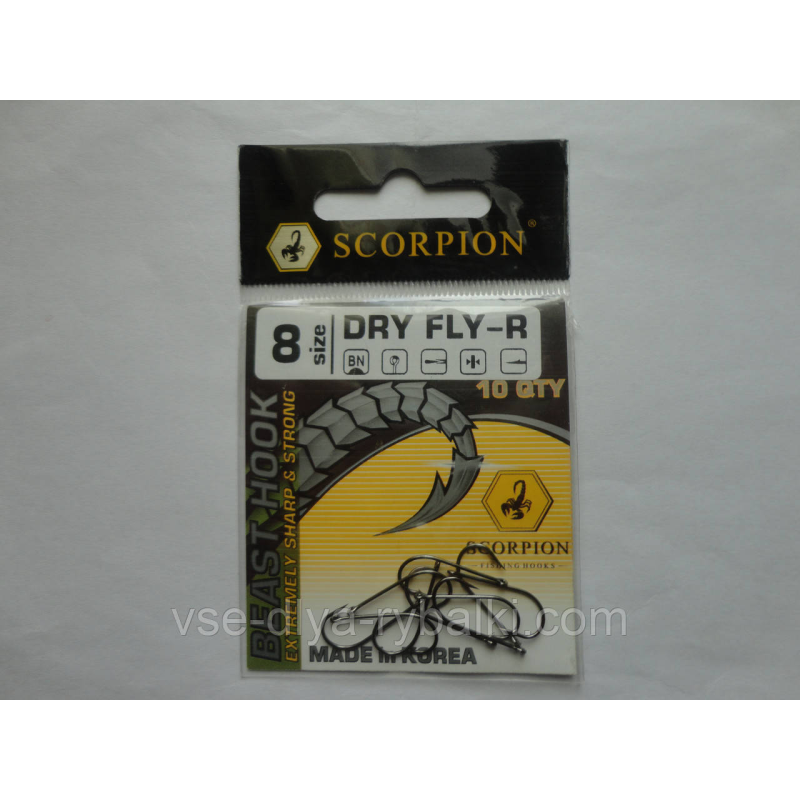 SCORPION®
8 size
DRY FLY-R
BN
10 QTY
BEAST HOOK
EXTREMELY SHARP & STRONG
SCORPION
FISHING HOOKS
MADE in KOREA
vse-dlya-rybalki.com